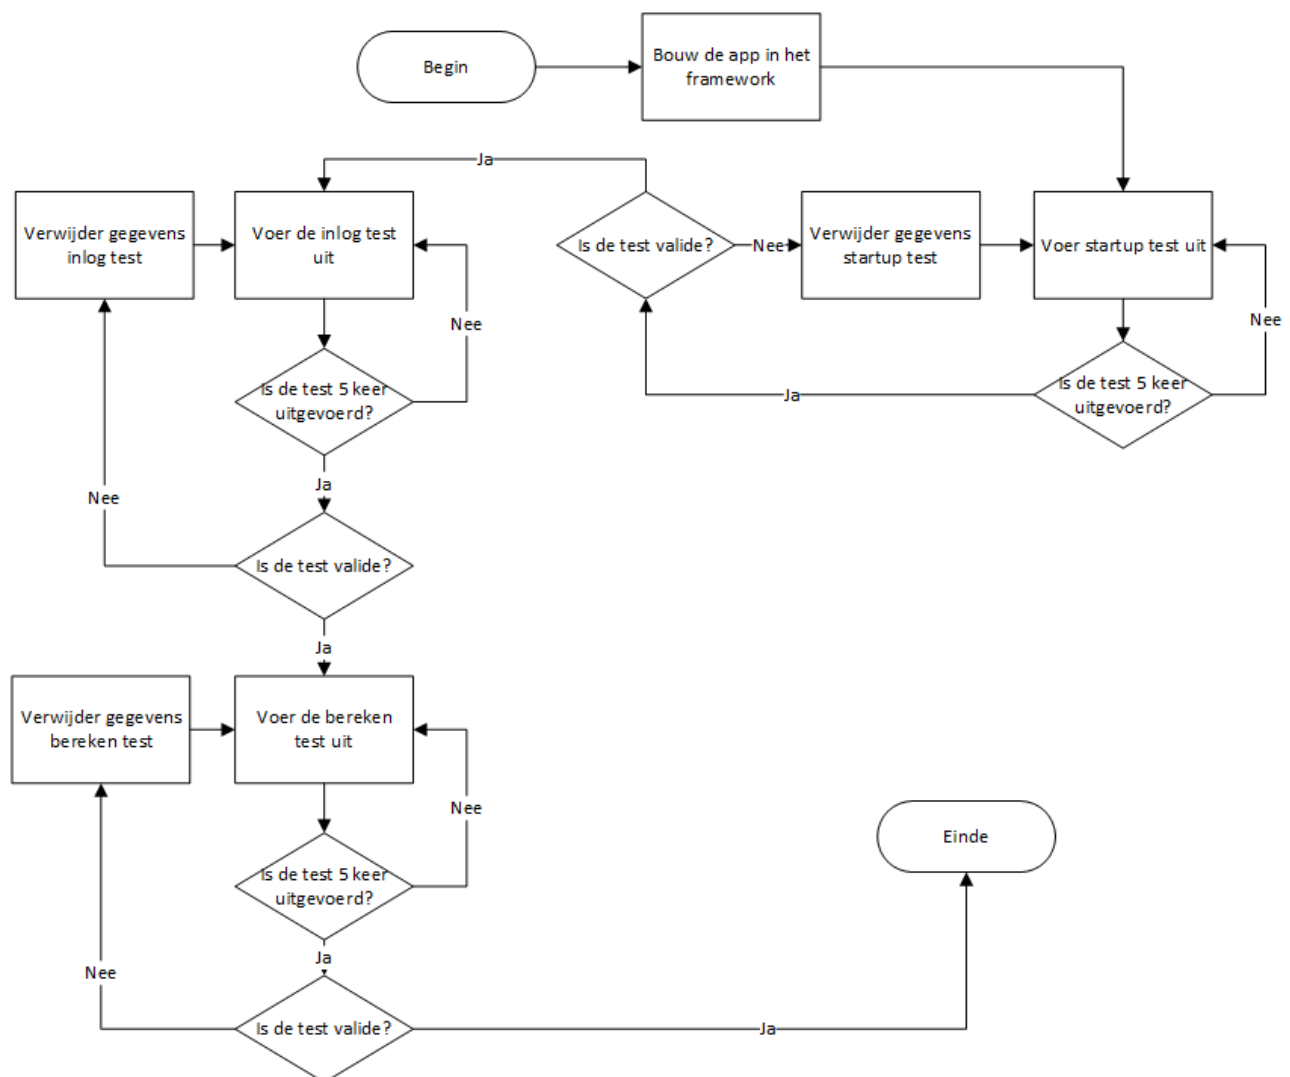 Begin
Bouw de app in het
framework
Ja
Verwijder gegevens
inlog test
Voer de inlog test
uit
Is de test valide?
Nee
Verwijder gegevens
startup test
Voer startup test uit
Nee
Nee
Is de test 5 keer
uitgevoerd?
Ja
Is de test 5 keer
uitgevoerd?
Ja
Nee
Is de test valide?
Ja
Verwijder gegevens
bereken test
Voer de bereken
test uit
Nee
Einde
Is de test 5 keer
uitgevoerd?
Ja
Nee
Is de test valide?
Ja